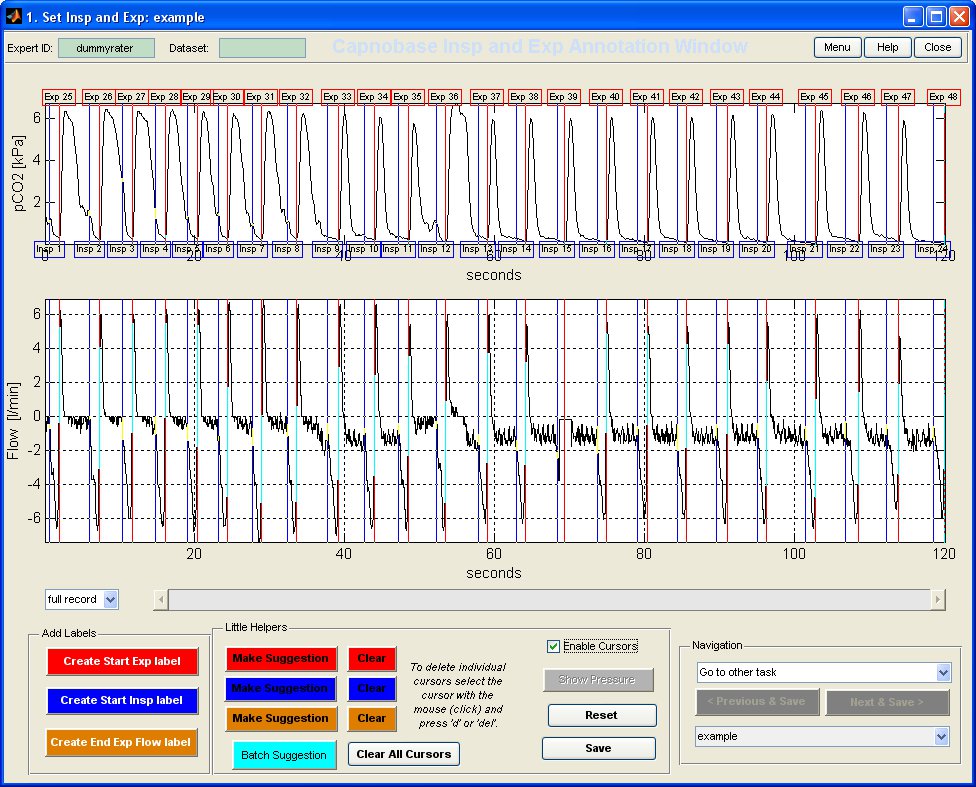 1. Set Insp and Exp: example
Expert ID: dummyrater Dataset: Capnobase Insp and Exp Annotation Window Menu Help Close
Exp 25 Exp 26 Exp 27 Exp 28 Exp 29 Exp 30 Exp 31 Exp 32 Exp 33 Exp 34 Exp 35 Exp 36 Exp 37 Exp 38 Exp 39 Exp 40 Exp 41 Exp 42 Exp 43 Exp 44 Exp 45 Exp 46 Exp 47 Exp 48
6
4
2
pCO2 [kPa]
Insp 1 Insp 2 Insp 3 Insp 4 Insp 5 Insp 6 Insp 7 Insp 8 Insp 9 Insp 10 Insp 11 Insp 12 Insp 13 Insp 14 Insp 15 Insp 16 Insp 17 Insp 18 Insp 19 Insp 20 Insp 21 Insp 22 Insp 23 Insp 24
0 20 40 60 80 100 120
seconds
6
4
2
0
-2
-4
-6
Flow [l/min]
20 40 60 80 100 120
seconds
full record
Add Labels
Create Start Exp label
Create Start Insp label
Create End Exp Flow label
Little Helpers
Make Suggestion Clear
Make Suggestion Clear
Make Suggestion Clear
Batch Suggestion Clear All Cursors
To delete individual
cursors select the
cursor with the
mouse (click) and
press 'd' or 'del'.
Enable Cursors
Show Pressure
Reset
Save
Navigation
Go to other task
< Previous & Save Next & Save >
example